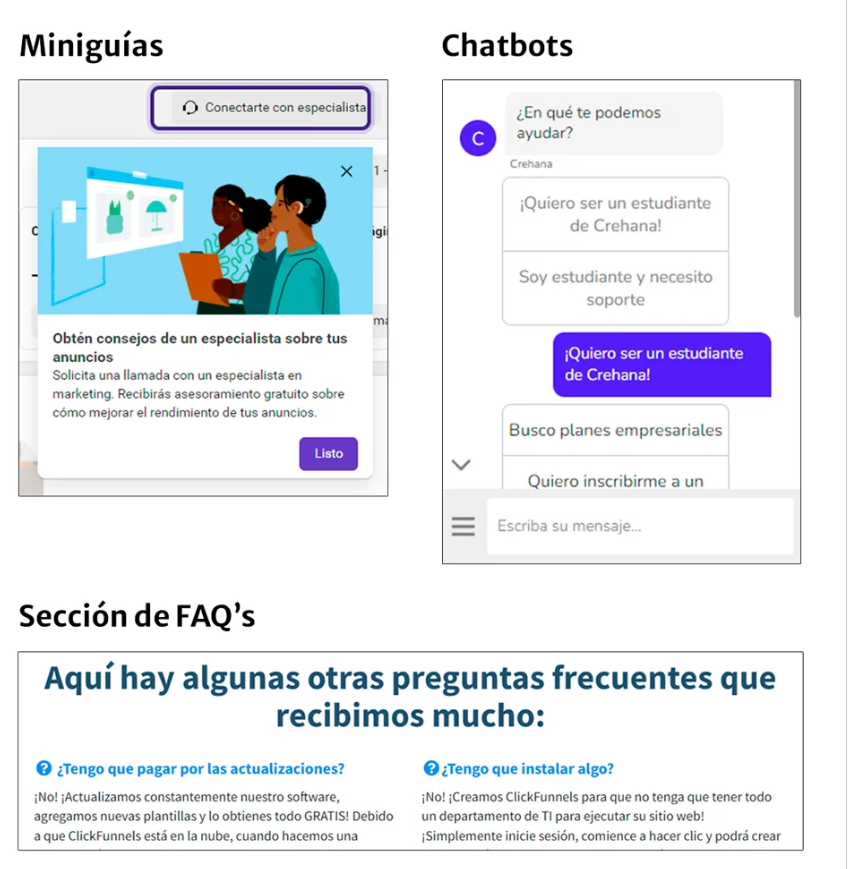 Miniguías
Conectarte con especialista
1 -
Obtén consejos de un especialista sobre tus
anuncios
Solicita una llamada con un especialista en
marketing. Recibirás asesoramiento gratuito sobre
cómo mejorar el rendimiento de tus anuncios.
Listo
Chatbots
C
¿En qué te podemos
ayudar?
Crehana
¡Quiero ser un estudiante
de Crehana!
Soy estudiante y necesito
soporte
¡Quiero ser un estudiante
de Crehana!
Busco planes empresariales
Quiero inscribirme a un
Escriba su mensaje...
Sección de FAQ’s
Aquí hay algunas otras preguntas frecuentes que
recibimos mucho:
¿Tengo que pagar por las actualizaciones?
¡No! ¡Actualizamos constantemente nuestro software,
agregamos nuevas plantillas y lo obtienes todo GRATIS! Debido
a que ClickFunnels está en la nube, cuando hacemos una
¿Tengo que instalar algo?
¡No! ¡Creamos ClickFunnels para que no tenga que tener todo
un departamento de TI para ejecutar su sitio web!
¡Simplemente inicie sesión, comience a hacer clic y podrá crear